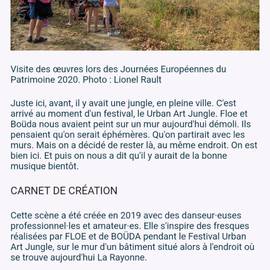 Visite des œuvres lors des Journées Européennes du
Patrimoine 2020. Photo : Lionel Rault
Juste ici, avant, il y avait une jungle, en pleine ville. C'est
arrivé au moment d'un festival, le Urban Art Jungle. Floe et
Boüda nous avaient peint sur un mur aujourd'hui démoli. Ils
pensaient qu'on serait éphémères. Qu'on partirait avec les
murs. Mais on a décidé de rester là, au même endroit. On est
bien ici. Et puis on nous a dit qu'il y aurait de la bonne
musique bientôt.
CARNET DE CRÉATION
Cette scène a été créée en 2019 avec des danseur·euses
professionnel·les et amateur·es. Elle s'inspire des fresques
réalisées par FLOE et de BOÜDA pendant le Festival Urban
Art Jungle, sur le mur d'un bâtiment situé alors à l'endroit où
se trouve aujourd'hui La Rayonne.